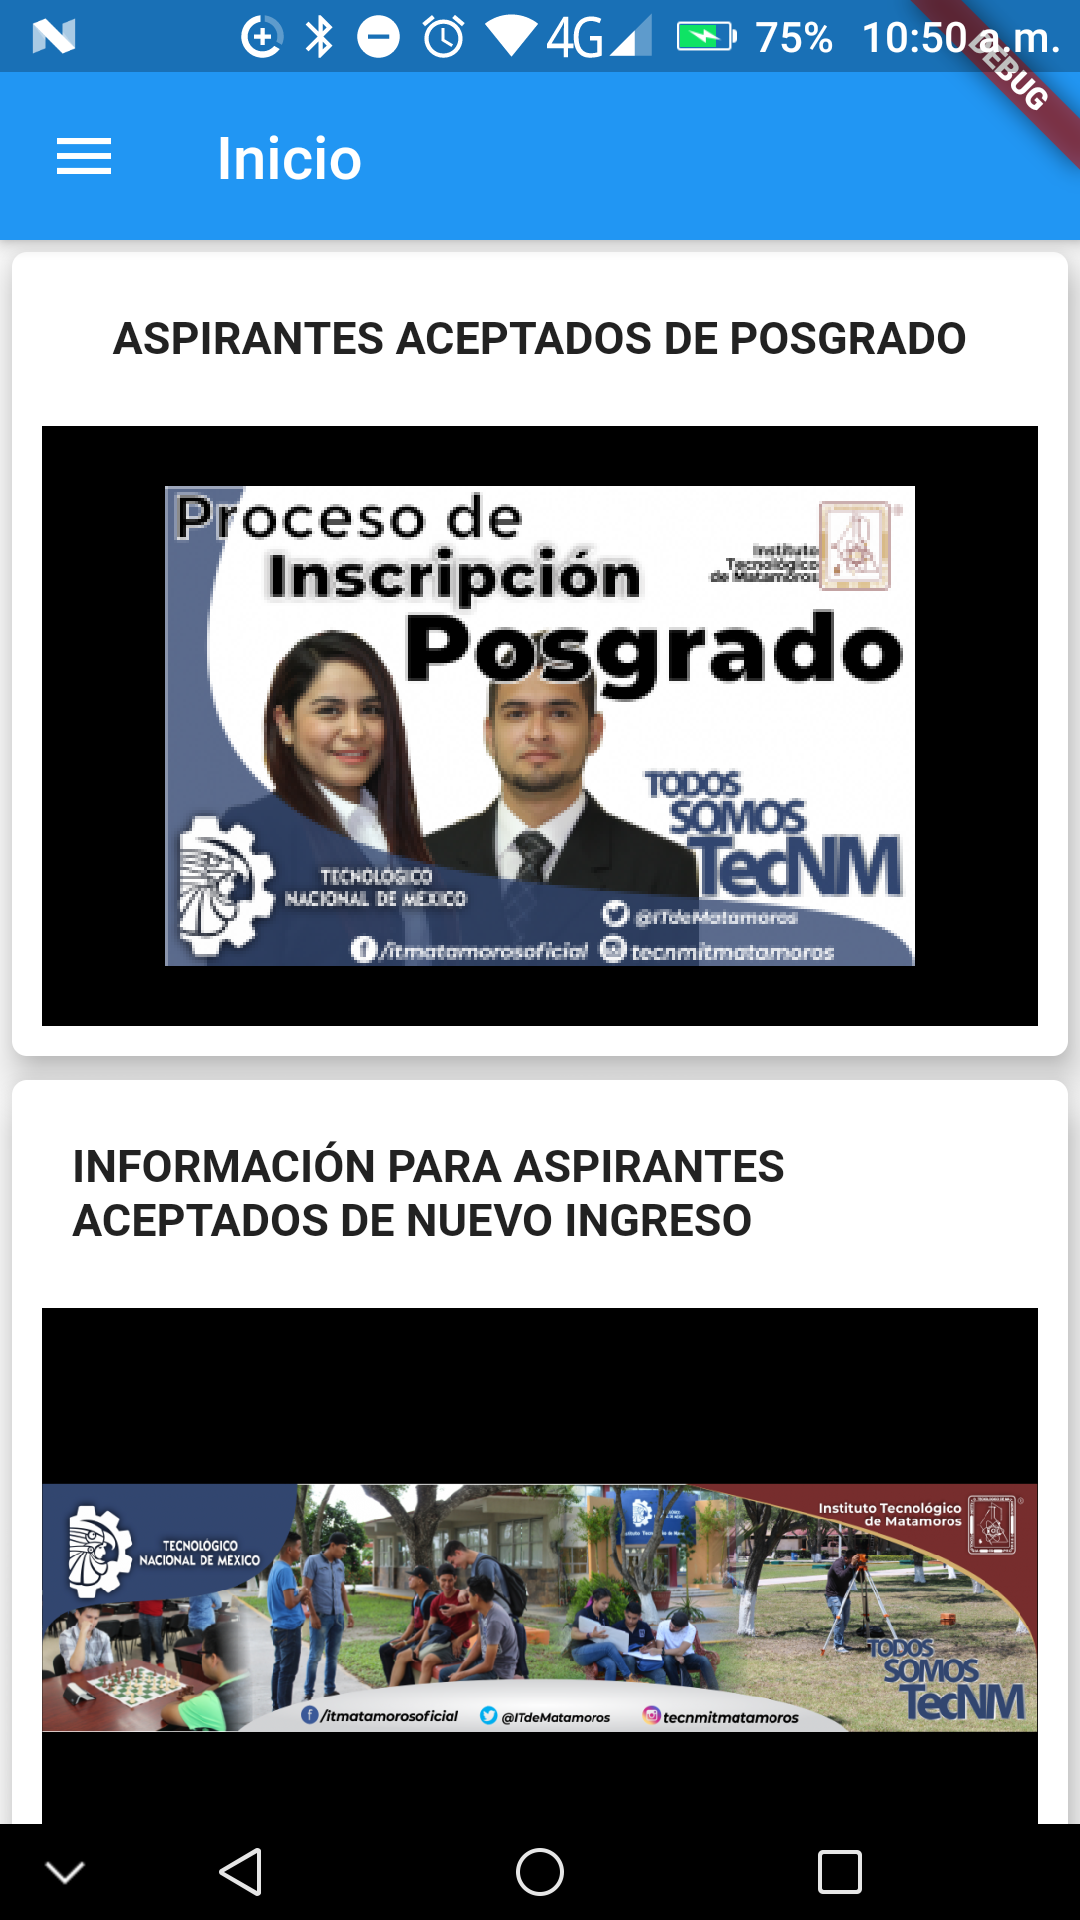 4G 75% 10:50 a.m.
DEBUG
Inicio
ASPIRANTES ACEPTADOS DE POSGRADO
Proceso de
Inscripción
Posgrado
Instituto
Tecnológico
de Matamoros
TODOS
SOMOS
TecNM
TECNOLÓGICO
NACIONAL DE MÉXICO
@ITdeMatamoros
/itmatamorosoficial tecnmitmatamoros
INFORMACIÓN PARA ASPIRANTES
ACEPTADOS DE NUEVO INGRESO
TECNOLÓGICO
NACIONAL DE MÉXICO
Instituto Tecnológico
de Matamoros
TODOS
SOMOS
TecNM
/itmatamorosoficial @ITdeMatamoros tecnmitmatamoros